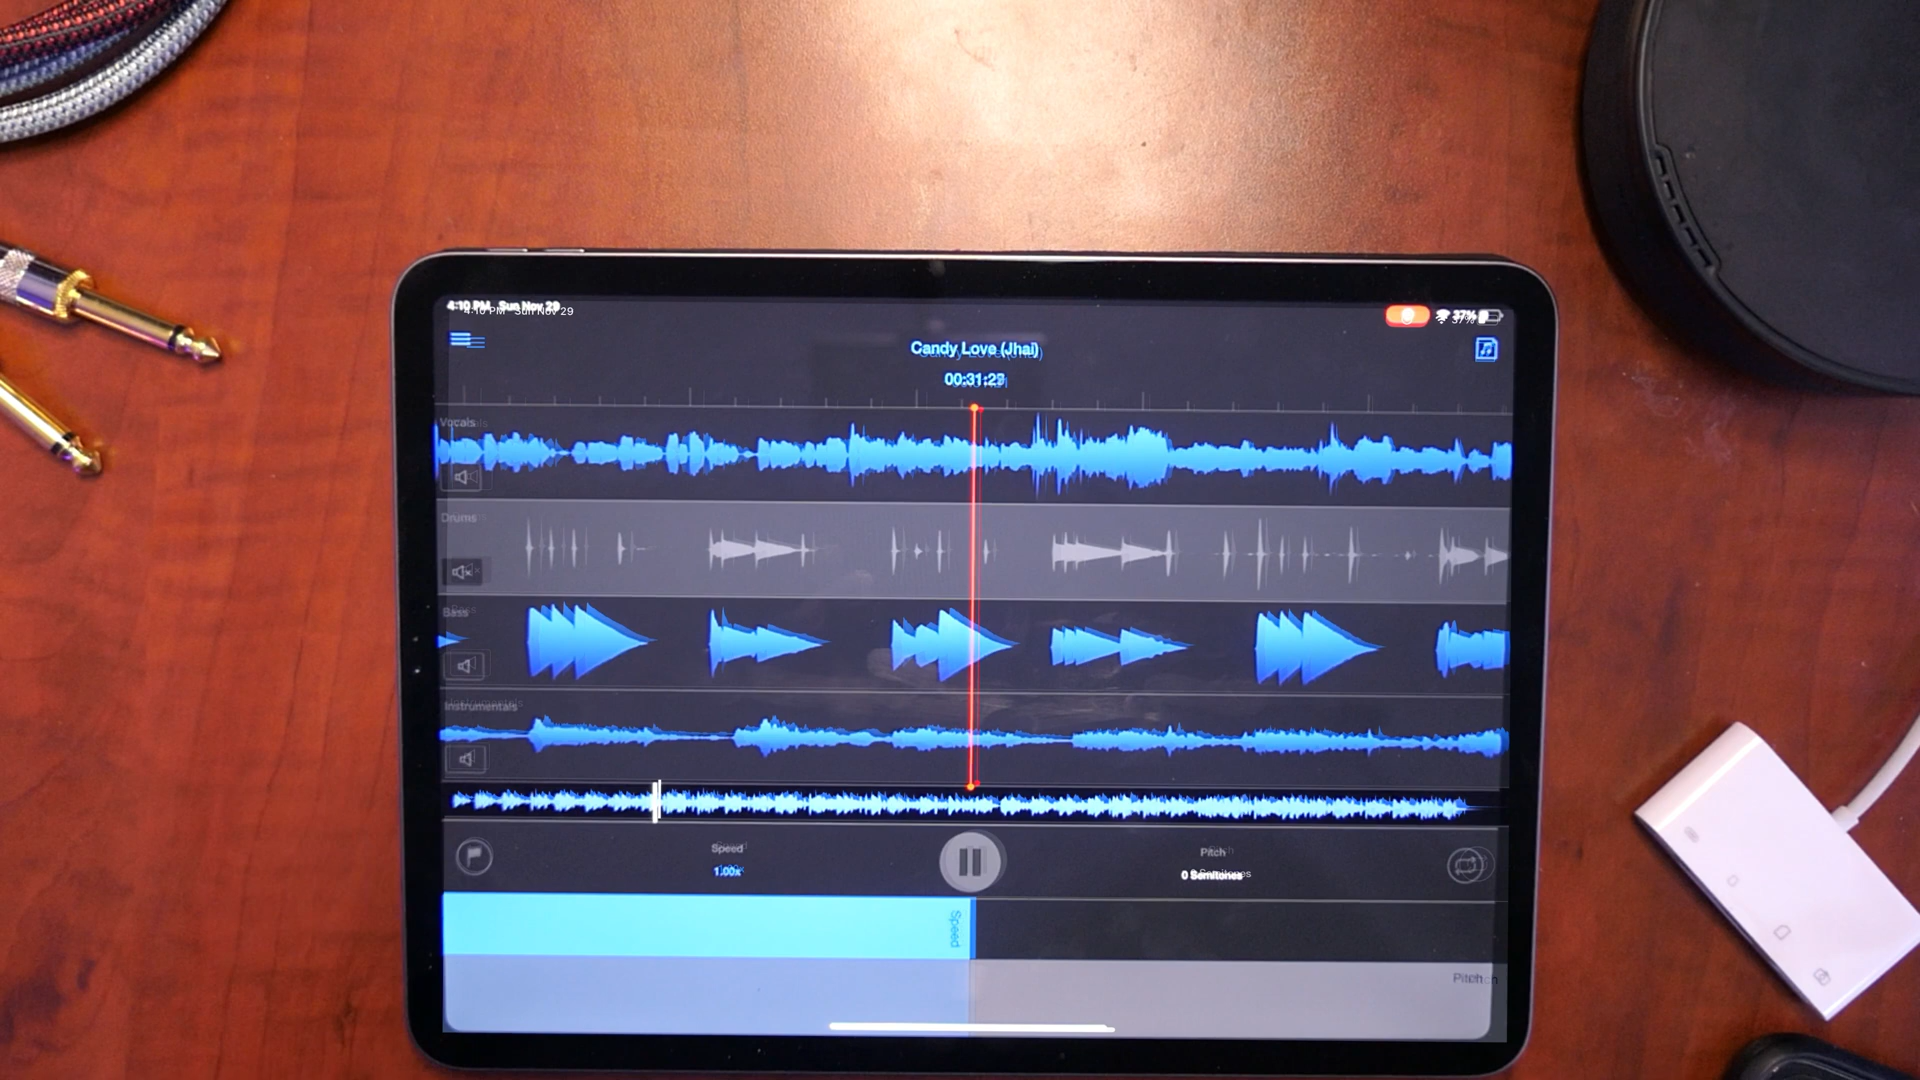 4:10 PM Sun Nov 29
37%
Candy Love (Jhai)
00:31:29
Vocals
Drums
Bass
Instrumentals
Speed
Pitch
1.00x
0 Semitones
Speed
Pitch